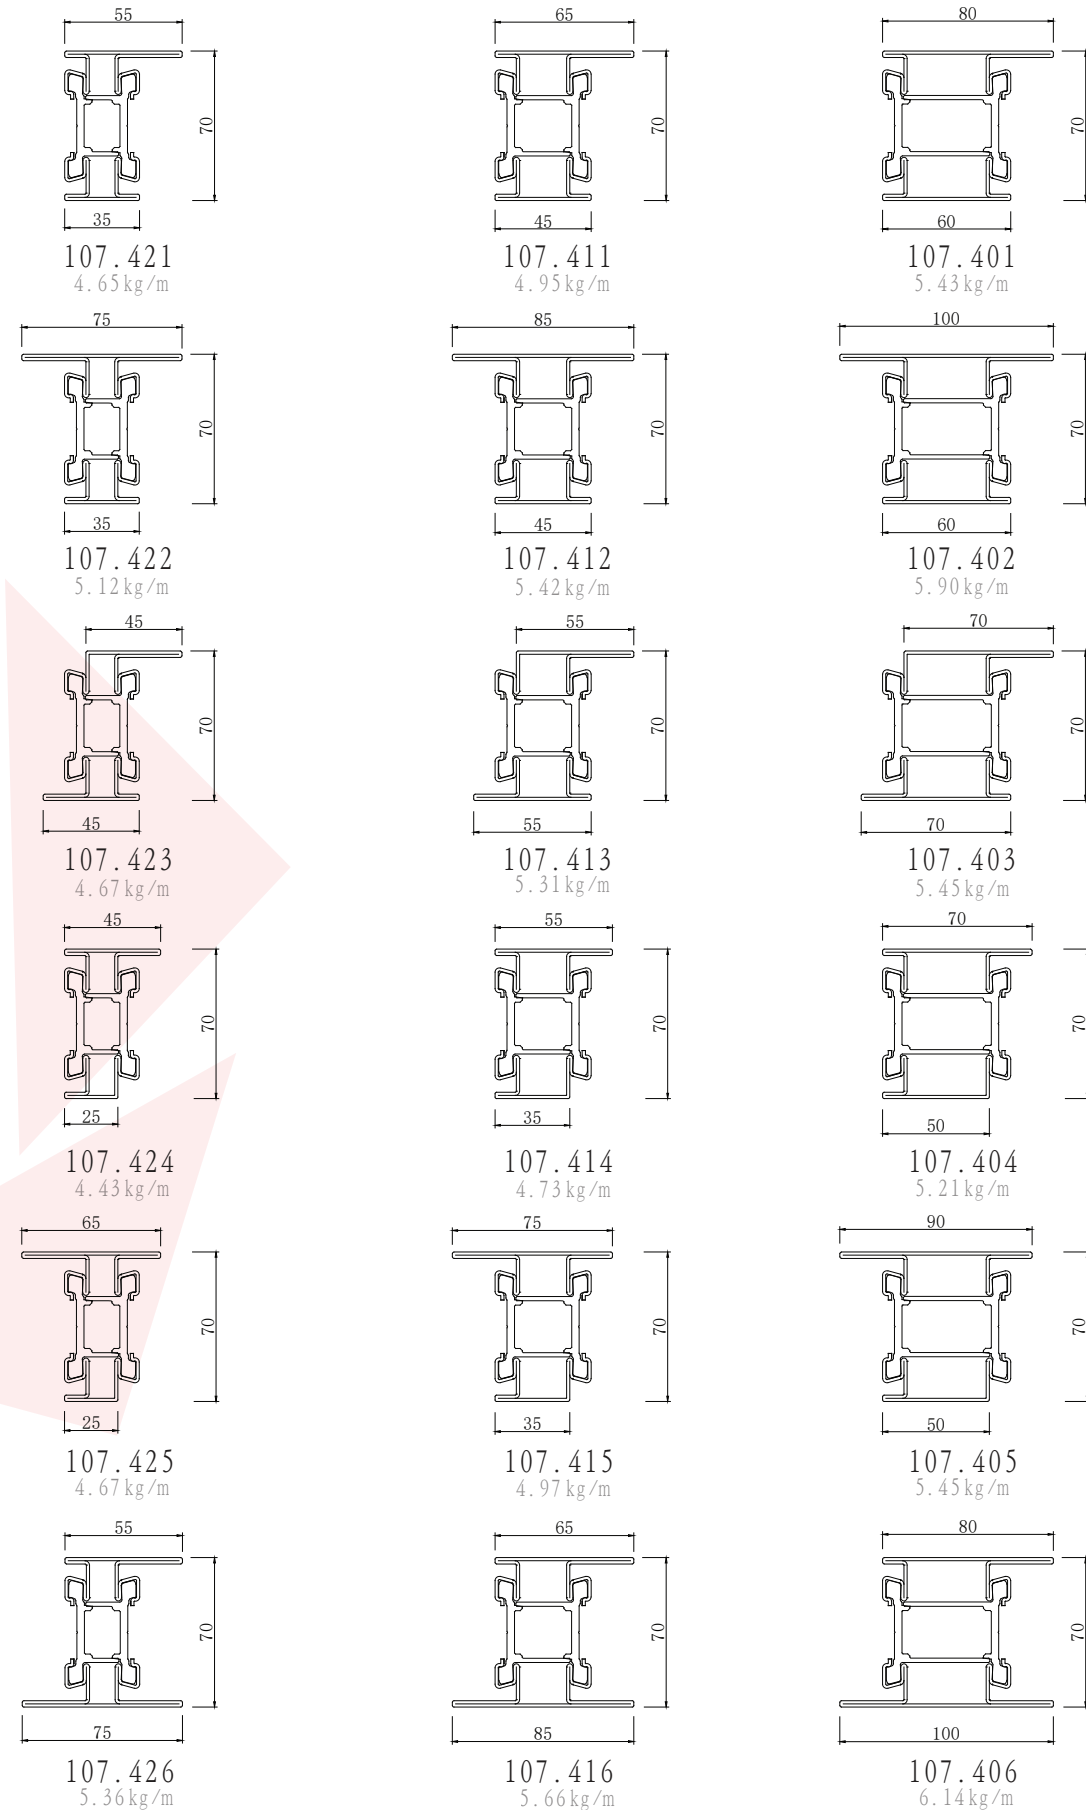 55 65 80
70 70 70
35 45 60
107.421 107.411 107.401
4.65kg/m 4.95kg/m 5.43kg/m
75 85 100
70 70 70
35 45 60
107.422 107.412 107.402
5.12kg/m 5.42kg/m 5.90kg/m
45 55 70
70 70 70
45 55 70
107.423 107.413 107.403
4.67kg/m 5.31kg/m 5.45kg/m
45 55 70
70 70 70
25 35 50
107.424 107.414 107.404
4.43kg/m 4.73kg/m 5.21kg/m
65 75 90
70 70 70
25 35 50
107.425 107.415 107.405
4.67kg/m 4.97kg/m 5.45kg/m
55 65 80
70 70 70
75 85 100
107.426 107.416 107.406
5.36kg/m 5.66kg/m 6.14kg/m